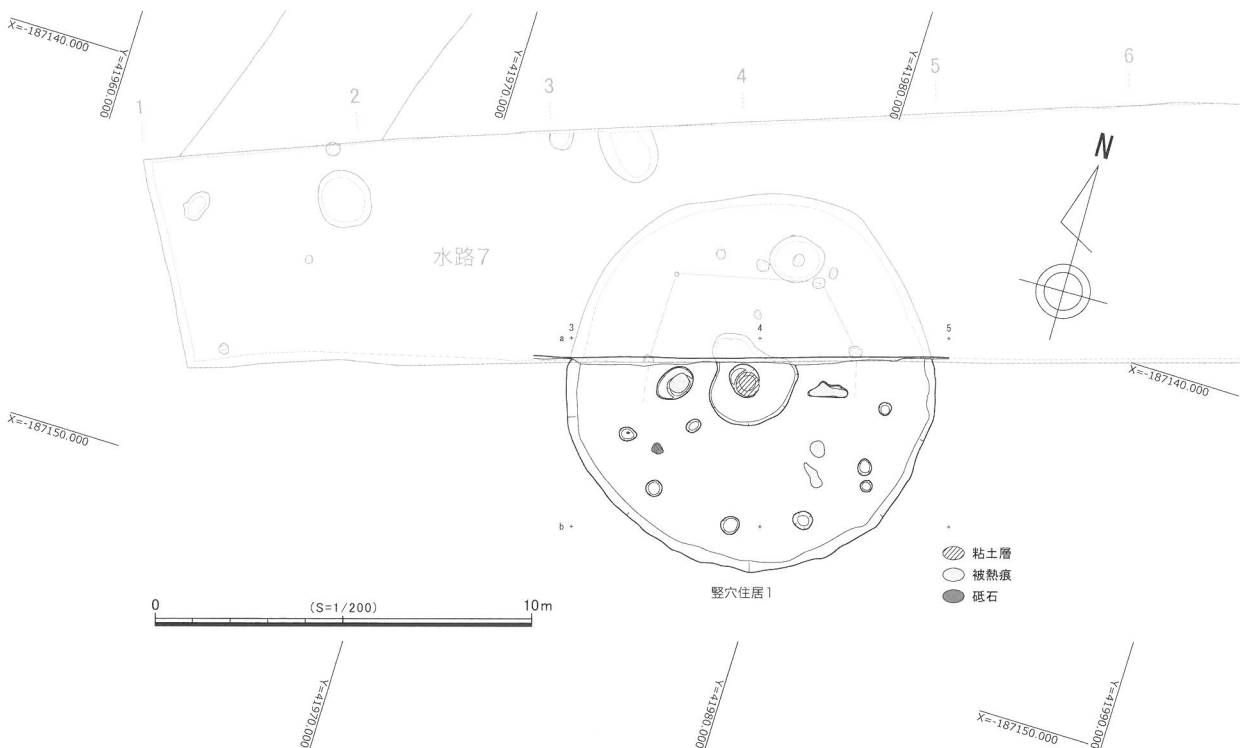 X=-187140.000
Y=41960.000
Y=41970.000
Y=41980.000
1
2
3
4
5
6
N
水路7
3
4
5
a
X=-187140.000
X=-187150.000
b
粘土層
被熱痕
砥石
竪穴住居1
0
(S=1/200)
10m
Y=41970.000
Y=41980.000
Y=41990.000
X=-187150.000